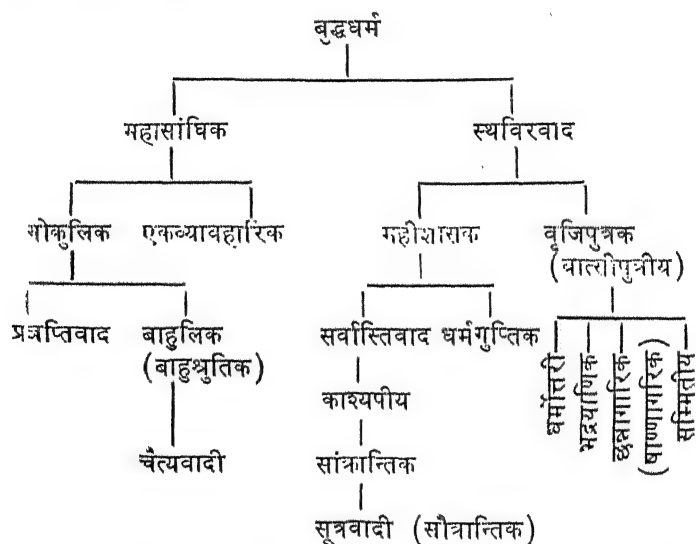 बुद्धधर्म
महासांघिक स्थविरवाद
गोकुलिक एकव्यावहारिक महीशासक वृजिपुत्रक
(वात्सीपुत्रीय)
प्रज्ञप्तिवाद बाहुलिक सर्वास्तिवाद धर्मगुप्तिक
(बाहुश्रुतिक)
धर्मोत्तरी
भद्रयाणिक
छन्नागारिक
(षाण्णागरिक)
सम्मितीय
काश्यपीय
चैत्यवादी सांक्रान्तिक
सूत्रवादी (सौत्रान्तिक)